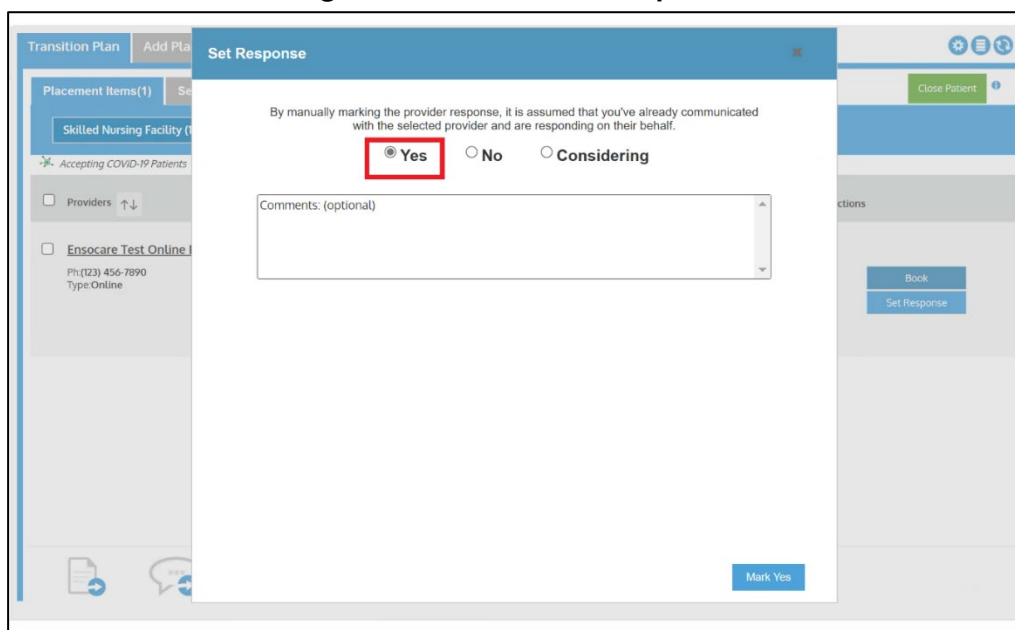 Transition Plan Add Pla
Set Response
Placement Items(1) Se
Close Patient
Skilled Nursing Facility (1
By manually marking the provider response, it is assumed that you've already communicated
with the selected provider and are responding on their behalf.
Yes No Considering
Accepting COVID-19 Patients
Providers
ctions
Comments: (optional)
Ensocare Test Online
Ph:(123) 456-7890
Type:Online
Book
Set Response
Mark Yes